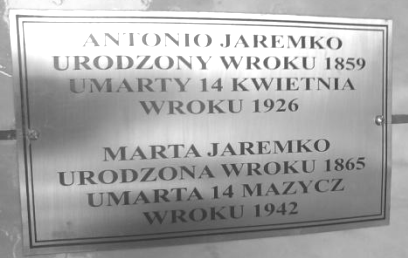 ANTONIO JAREMKO
URODZONY WROKU 1859
UMARTY 14 KWIETNIA
WROKU 1926
MARTA JAREMKO
URODZONA WROKU 1865
UMARTA 14 MAZYCZ
WROKU 1942